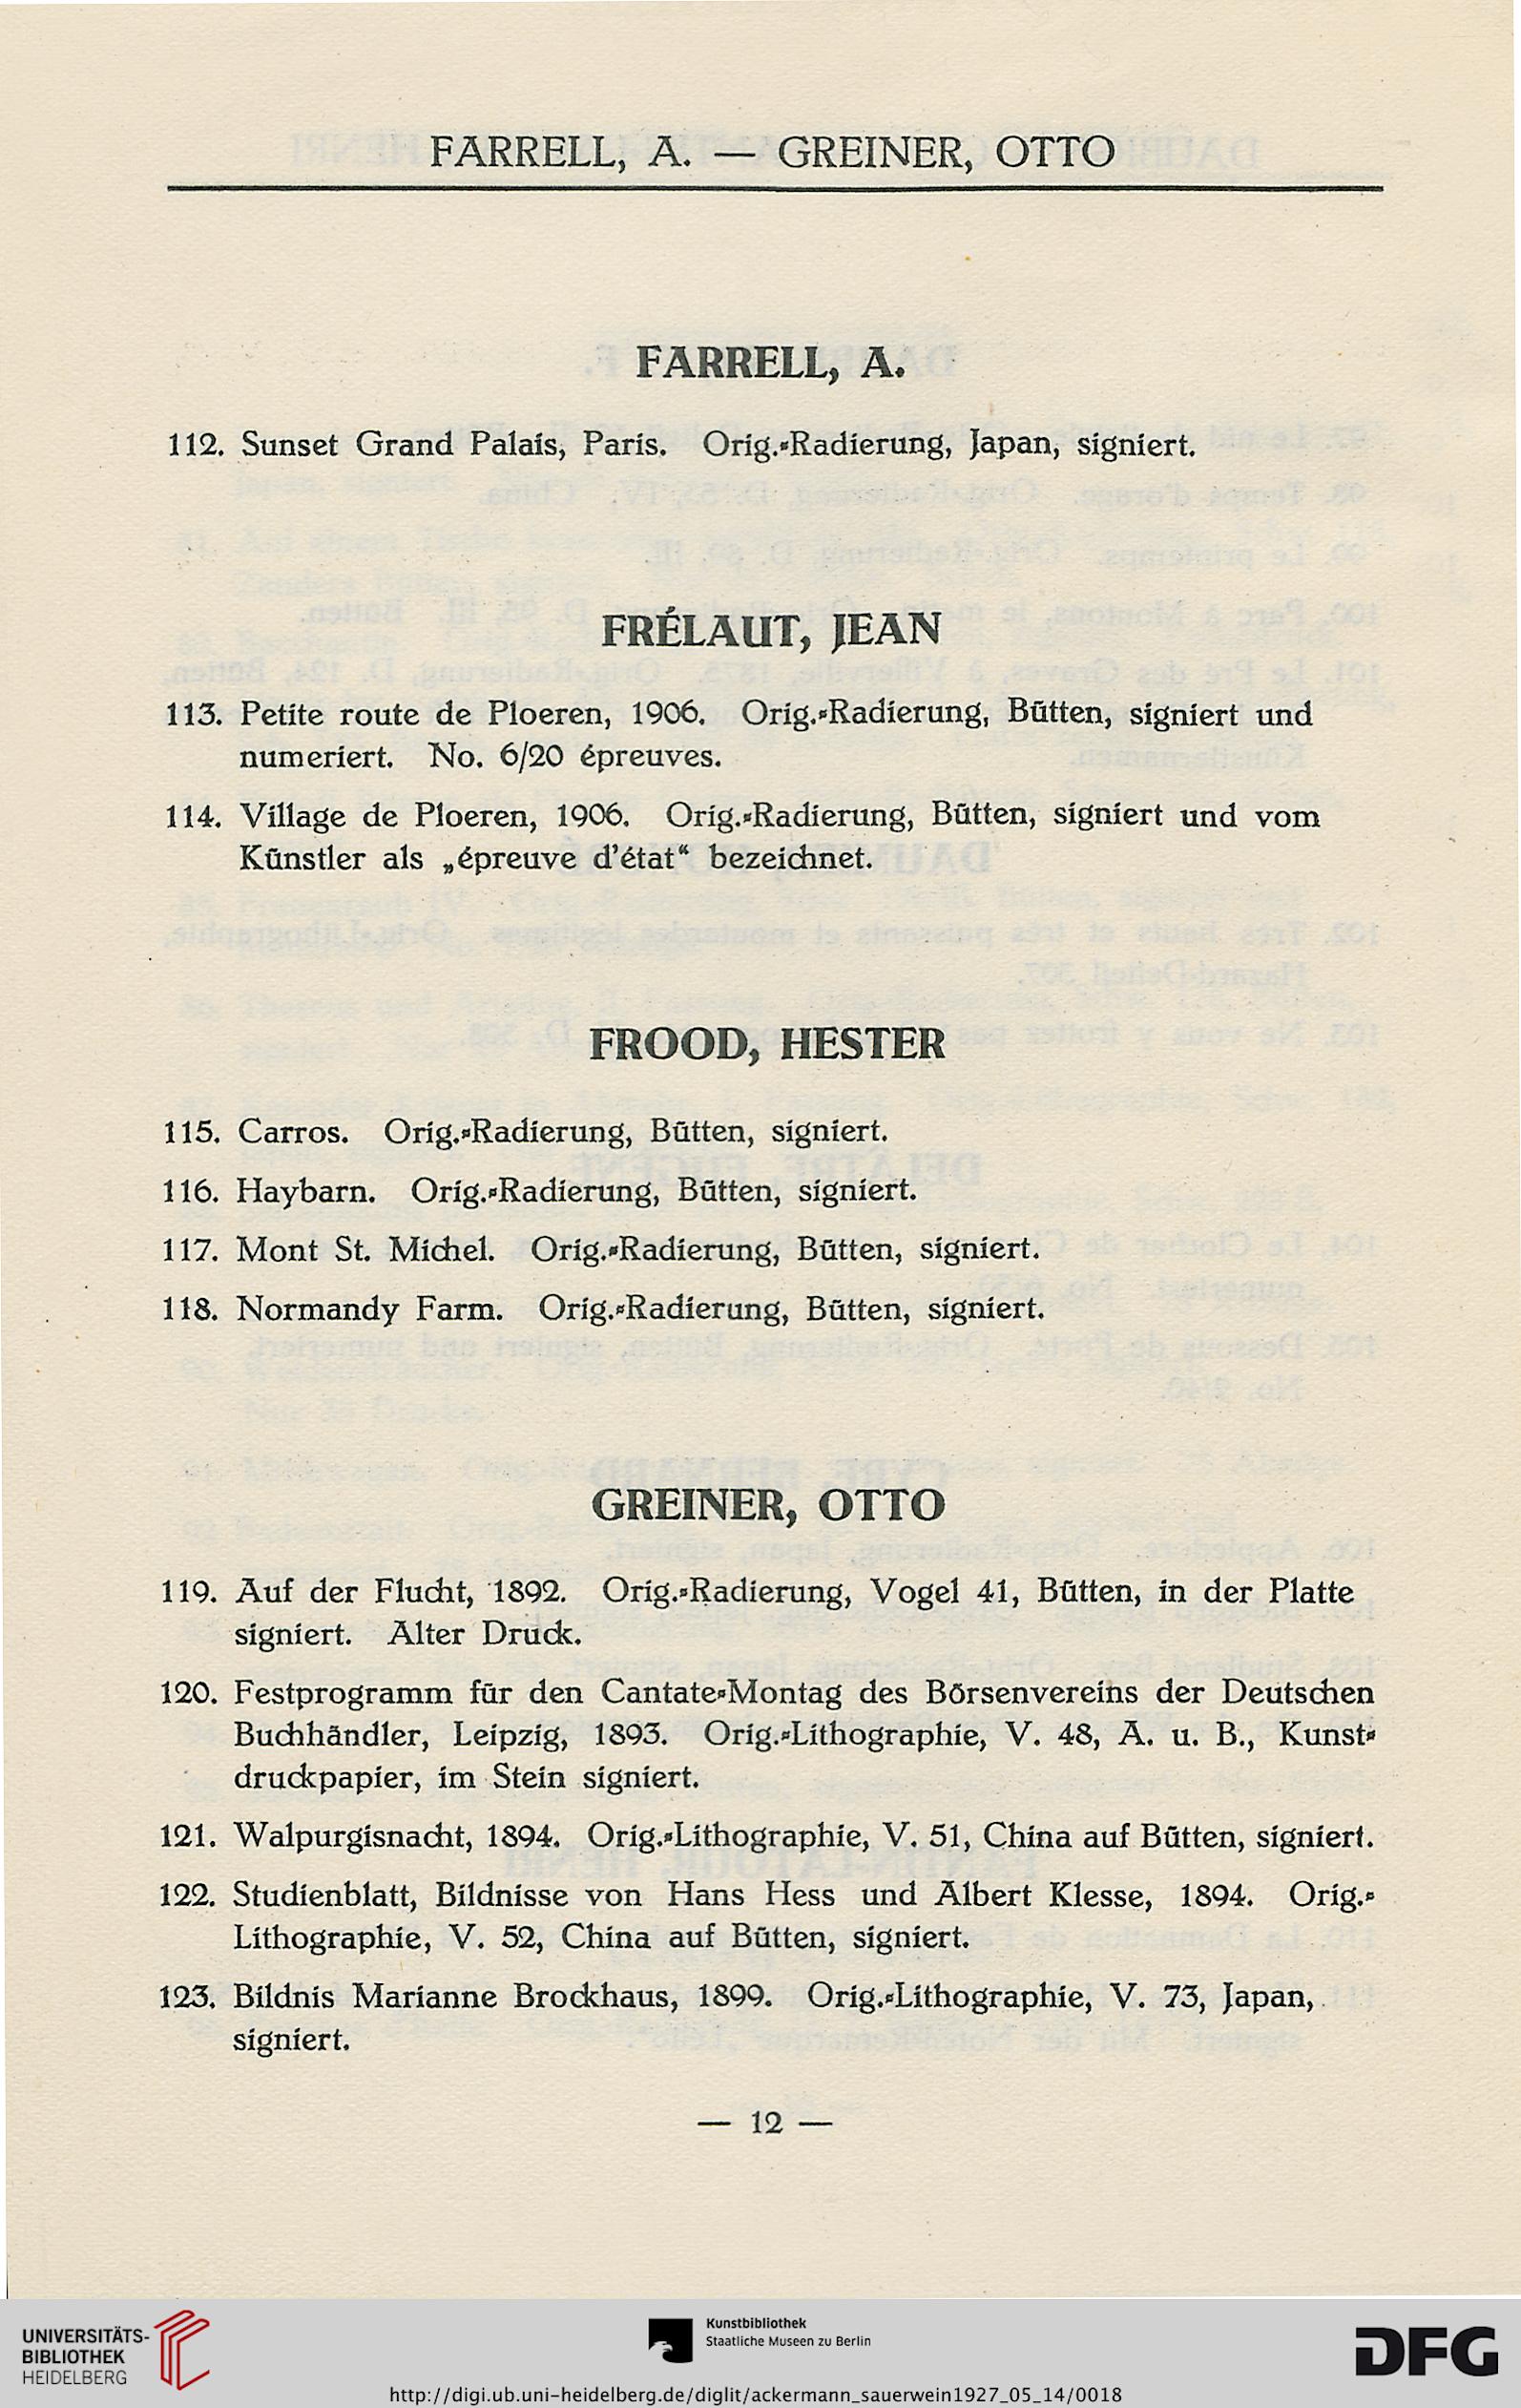 FARRELL, A. — GREINER, OTTO
FARRELL, A.
112. Sunset Grand Palais, Paris. Orig.-Radierung, Japan, signiert.
FRÉLAUT, JEAN
113. Petite route de Ploeren, 1906. Orig.-Radierung, Bütten, signiert und
numeriert. No. 6/20 épreuves.
114. Village de Ploeren, 1906. Orig.-Radierung, Bütten, signiert und vom
Künstler als „épreuve d'état“ bezeichnet.
FROOD, HESTER
115. Carros. Orig.-Radierung, Bütten, signiert.
116. Haybarn. Orig.-Radierung, Bütten, signiert.
117. Mont St. Michel. Orig.-Radierung, Bütten, signiert.
118. Normandy Farm. Orig.-Radierung, Bütten, signiert.
GREINER, OTTO
119. Auf der Flucht, 1892. Orig.-Radierung, Vogel 41, Bütten, in der Platte
signiert. Alter Druck.
120. Festprogramm für den Cantate-Montag des Börsenvereins der Deutschen
Buchhändler, Leipzig, 1893. Orig.-Lithographie, V. 48, A. u. B., Kunst-
druckpapier, im Stein signiert.
121. Walpurgisnacht, 1894. Orig.-Lithographie, V. 51, China auf Bütten, signiert.
122. Studienblatt, Bildnisse von Hans Hess und Albert Klesse, 1894. Orig.-
Lithographie, V. 52, China auf Bütten, signiert.
123. Bildnis Marianne Brockhaus, 1899. Orig.-Lithographie, V. 73, Japan,
signiert.
— 12 —
UNIVERSITÄTS-
BIBLIOTHEK
HEIDELBERG
Kunstbibliothek
Staatliche Museen zu Berlin
DFG
http://digi.ub.uni-heidelberg.de/diglit/ackermann_sauerwein1927_05_14/0018